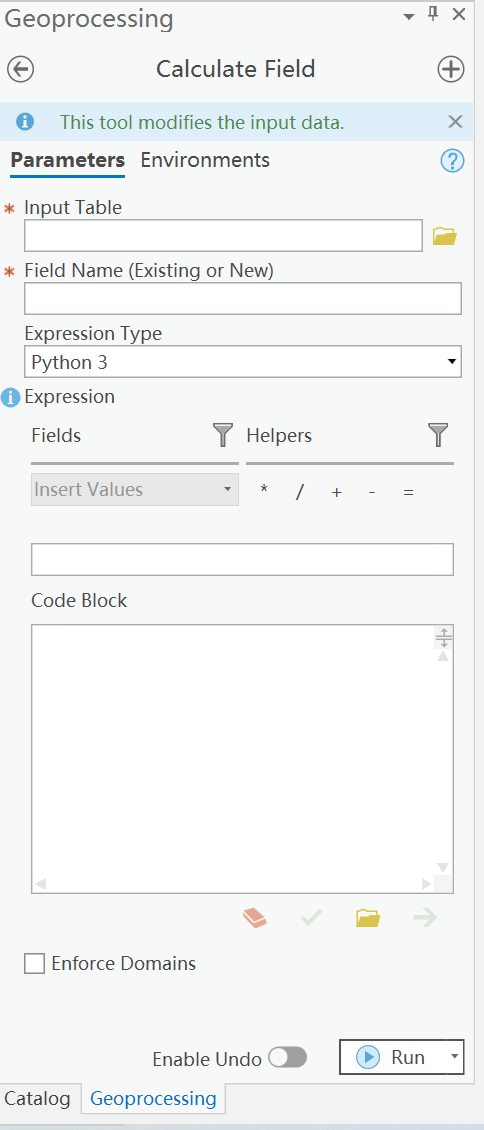 Geoprocessing
Calculate Field
This tool modifies the input data.
Parameters Environments
* Input Table
* Field Name (Existing or New)
Expression Type
Python 3
Expression
Fields Helpers
Insert Values * / + - =
Code Block
Enforce Domains
Enable Undo Run
Catalog Geoprocessing